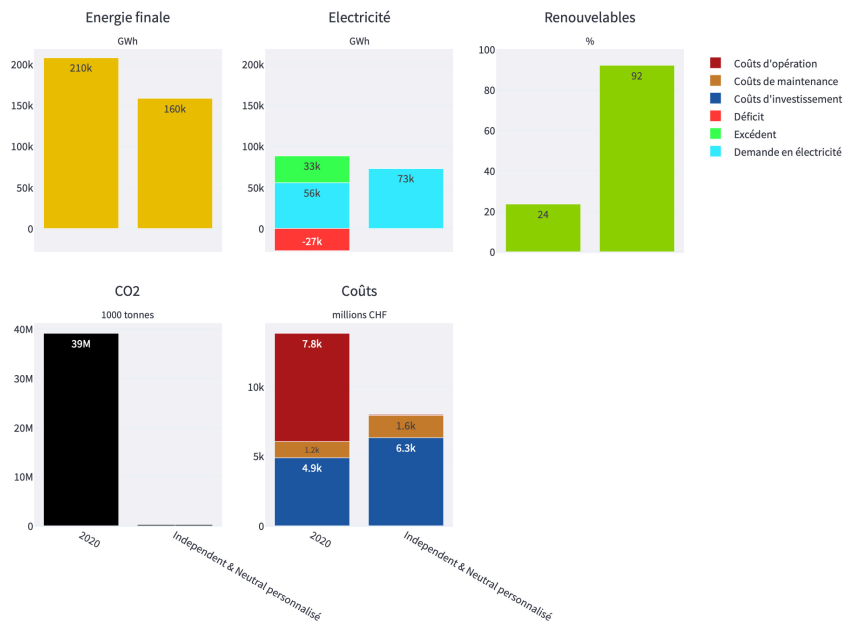 Energie finale
GWh
200k
150k
100k
50k
0
210k
160k
Electricité
GWh
200k
150k
100k
50k
0
33k
56k
-27k
73k
Renouvelables
%
100
80
60
40
20
0
24
92
Coûts d'opération
Coûts de maintenance
Coûts d'investissement
Déficit
Excédent
Demande en électricité
CO2
1000 tonnes
40M
30M
20M
10M
0
39M
2020
Independent & Neutral personnalisé
Coûts
millions CHF
10k
5k
0
7.8k
1.2k
4.9k
1.6k
6.3k
2020
Independent & Neutral personnalisé